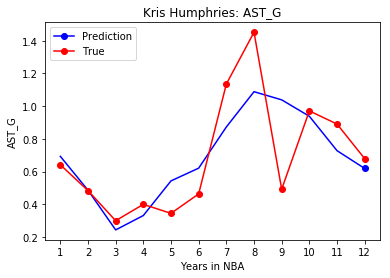 Kris Humphries: AST_G
Prediction
True
1.4
1.2
1.0
0.8
0.6
0.4
0.2
AST_G
1 2 3 4 5 6 7 8 9 10 11 12
Years in NBA